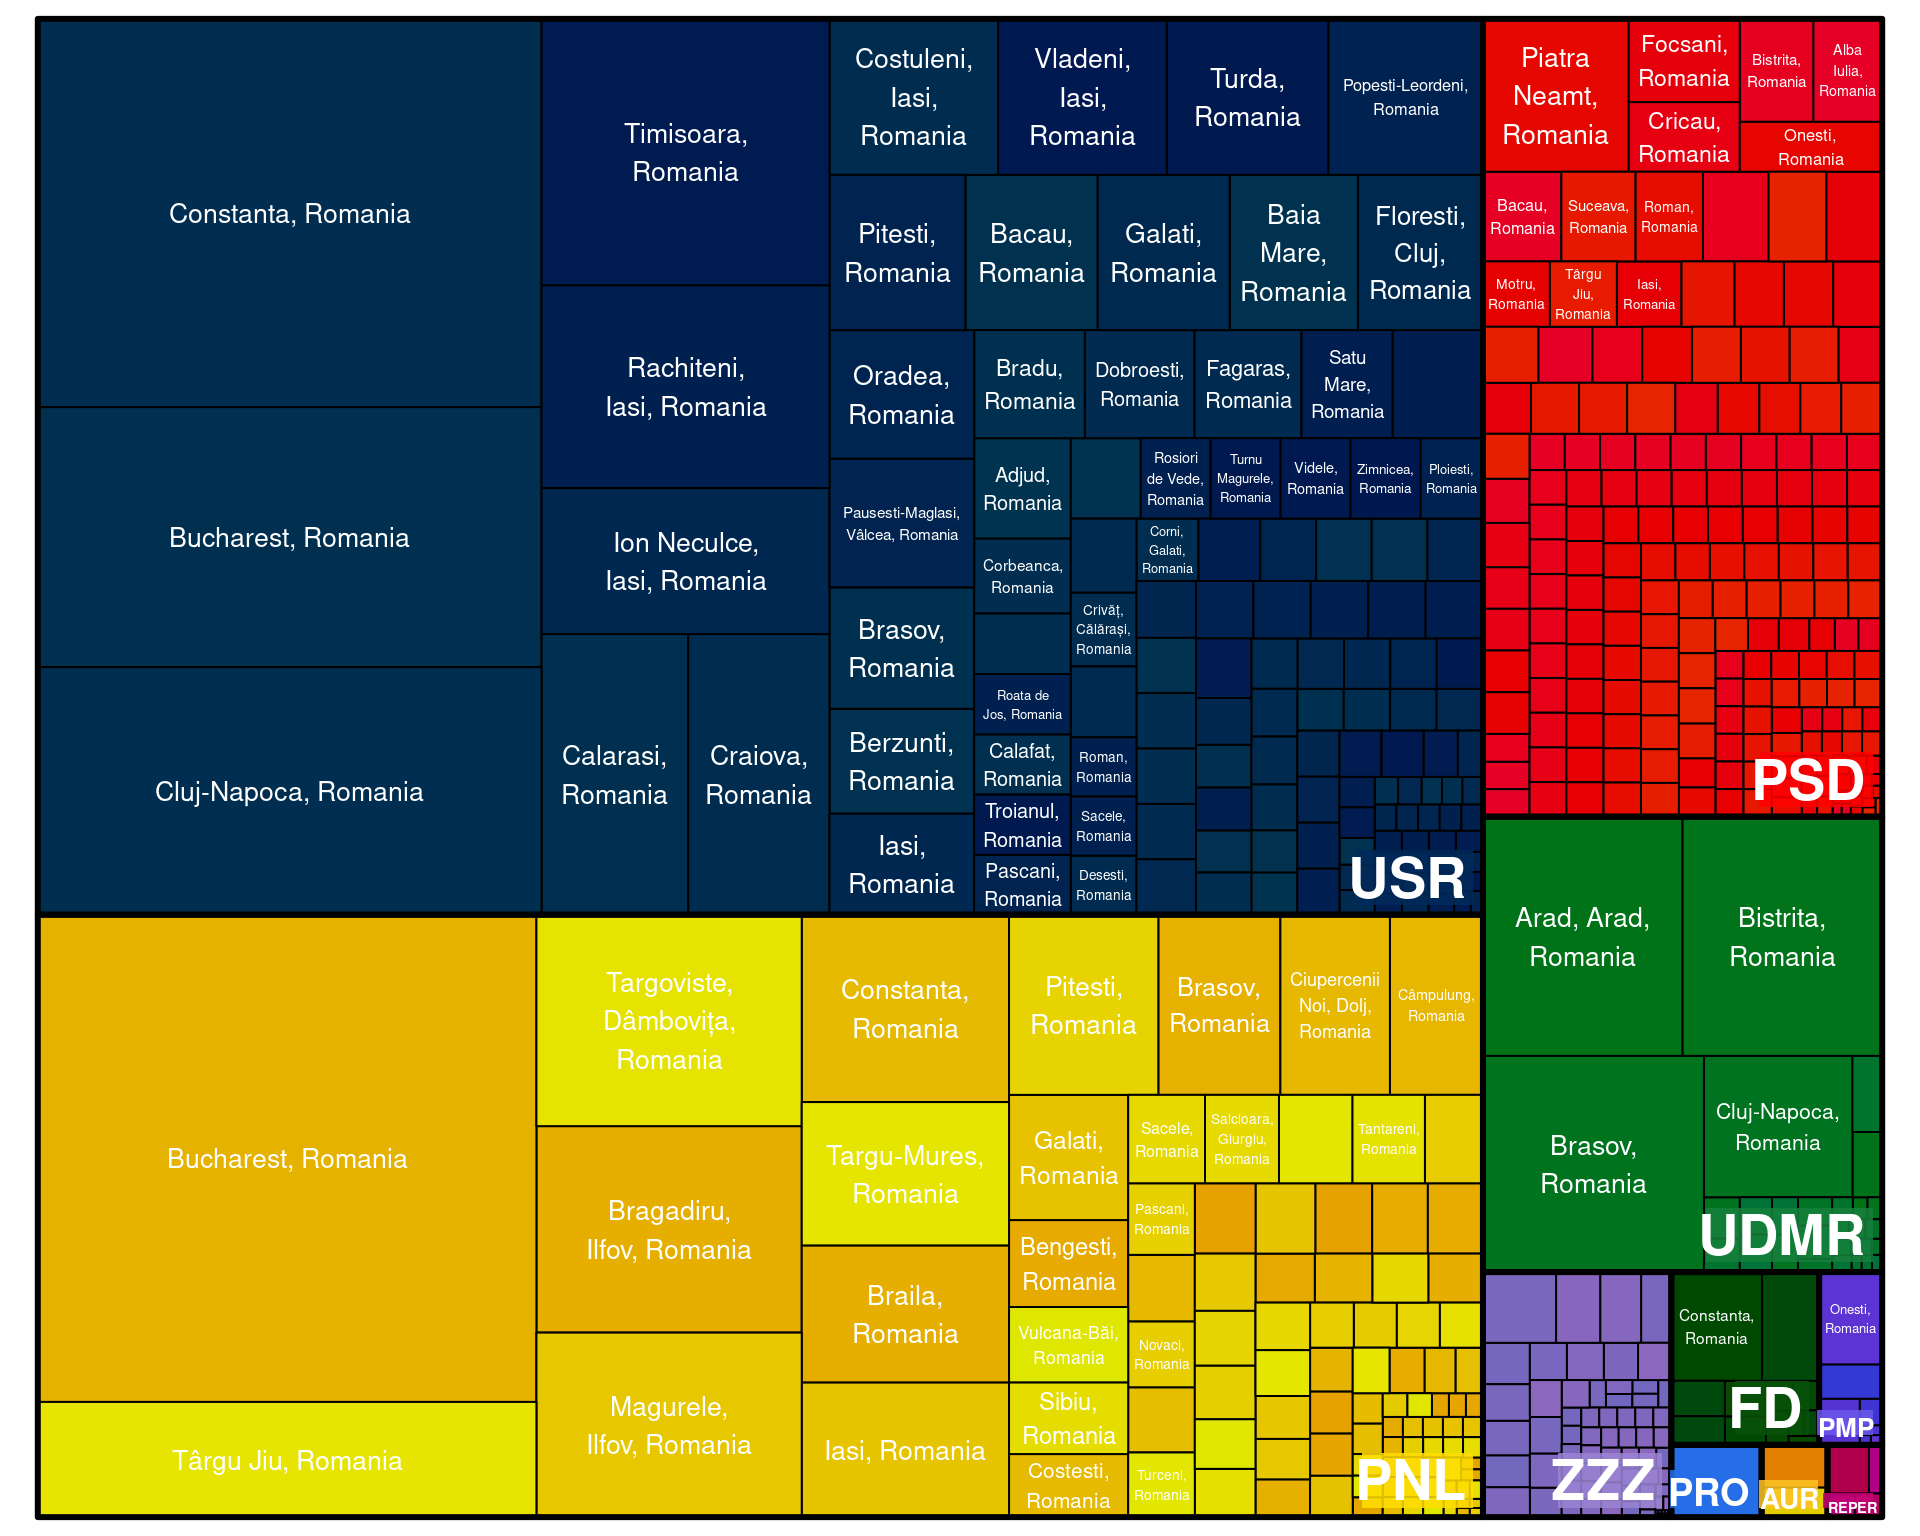 Constanta, Romania
Bucharest, Romania
Cluj-Napoca, Romania
Timisoara,
Romania
Rachiteni,
Iasi, Romania
Ion Neculce,
Iasi, Romania
Calarasi,
Romania
Craiova,
Romania
Costuleni,
Iasi,
Romania
Vladeni,
Iasi,
Romania
Turda,
Romania
Popesti-Leordeni,
Romania
Pitesti,
Romania
Bacau,
Romania
Galati,
Romania
Baia
Mare,
Romania
Floresti,
Cluj,
Romania
Oradea,
Romania
Pausesti-Maglasi,
Vâlcea, Romania
Brasov,
Romania
Berzunti,
Romania
Iasi,
Romania
Bradu,
Romania
Dobroesti,
Romania
Fagaras,
Romania
Satu
Mare,
Romania
Adjud,
Romania
Corbeanca,
Romania
Roata de
Jos, Romania
Calafat,
Romania
Troianul,
Romania
Pascani,
Romania
Rosiori
de Vede,
Romania
Turnu
Magurele,
Romania
Videle,
Romania
Zimnicea,
Romania
Ploiesti,
Romania
Corni,
Galati,
Romania
Crivăț,
Călărași,
Romania
Roman,
Romania
Sacele,
Romania
Desesti,
Romania
USR
Piatra
Neamt,
Romania
Focsani,
Romania
Cricau,
Romania
Bistrita,
Romania
Alba
Iulia,
Romania
Onesti,
Romania
Bacau,
Romania
Suceava,
Romania
Roman,
Romania
Motru,
Romania
Târgu
Jiu,
Romania
Iasi,
Romania
PSD
Bucharest, Romania
Târgu Jiu, Romania
Targoviste,
Dâmbovița,
Romania
Bragadiru,
Ilfov, Romania
Magurele,
Ilfov, Romania
Constanta,
Romania
Targu-Mures,
Romania
Braila,
Romania
Iasi, Romania
Pitesti,
Romania
Brasov,
Romania
Ciupercenii
Noi, Dolj,
Romania
Câmpulung,
Romania
Galati,
Romania
Bengesti,
Romania
Vulcana-Băi,
Romania
Sibiu,
Romania
Costesti,
Romania
Sacele,
Romania
Salcioara,
Giurgiu,
Romania
Tantareni,
Romania
Pascani,
Romania
Novaci,
Romania
Turceni,
Romania
PNL
Arad, Arad,
Romania
Bistrita,
Romania
Brasov,
Romania
Cluj-Napoca,
Romania
UDMR
ZZZ
Constanta,
Romania
FD
Onesti,
Romania
PMP
PRO
AUR
REPER